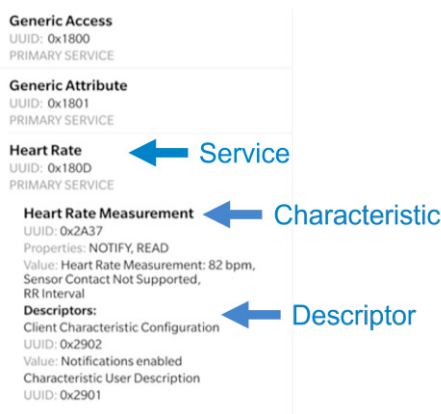 Generic Access
UUID: 0x1800
PRIMARY SERVICE
Generic Attribute
UUID: 0x1801
PRIMARY SERVICE
Heart Rate
Service
UUID: 0x180D
PRIMARY SERVICE
Heart Rate Measurement
Characteristic
UUID: 0x2A37
Properties: NOTIFY, READ
Value: Heart Rate Measurement: 82 bpm,
Sensor Contact Not Supported,
RR Interval
Descriptors:
Descriptor
Client Characteristic Configuration
UUID: 0x2902
Value: Notifications enabled
Characteristic User Description
UUID: 0x2901